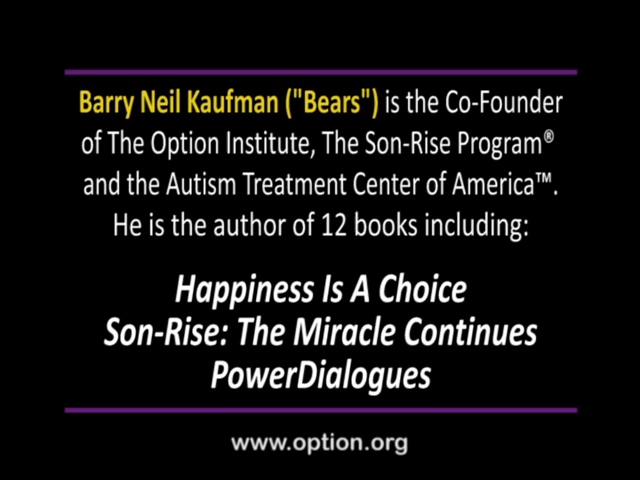 Barry Neil Kaufman ("Bears") is the Co-Founder
of The Option Institute, The Son-Rise Program®
and the Autism Treatment Center of America™.
He is the author of 12 books including:
Happiness Is A Choice
Son-Rise: The Miracle Continues
PowerDialogues
www.option.org